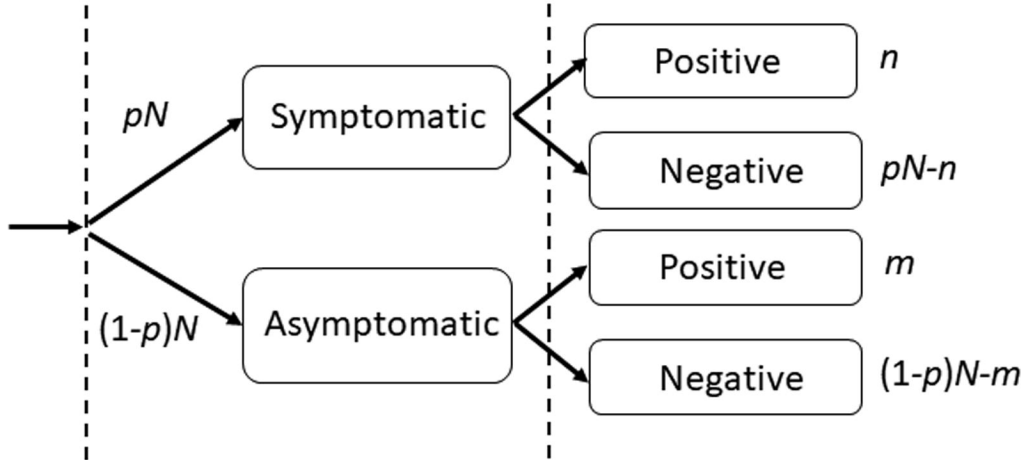 Positive
n
pN
Symptomatic
Negative
pN-n
Positive
m
(1-p)N
Asymptomatic
Negative
(1-p)N-m